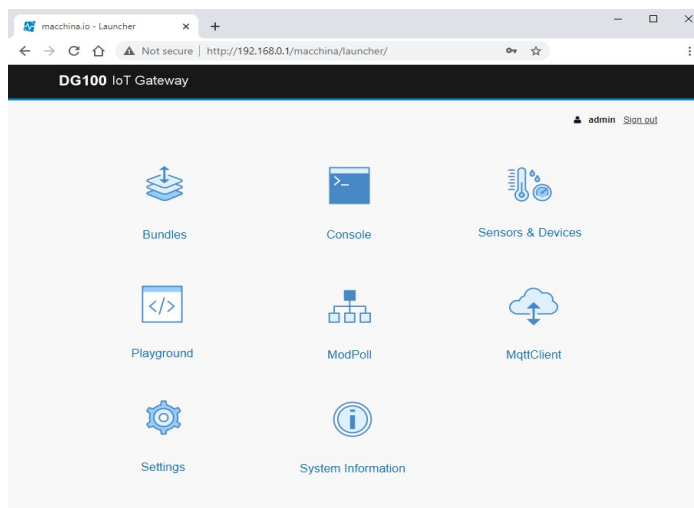 macchina.io - Launcher
Not secure | http://192.168.0.1/macchina/launcher/
DG100 IoT Gateway
admin Sign out
>_
Bundles
Console
Sensors & Devices
</>
Playground
ModPoll
MqttClient
i
Settings
System Information